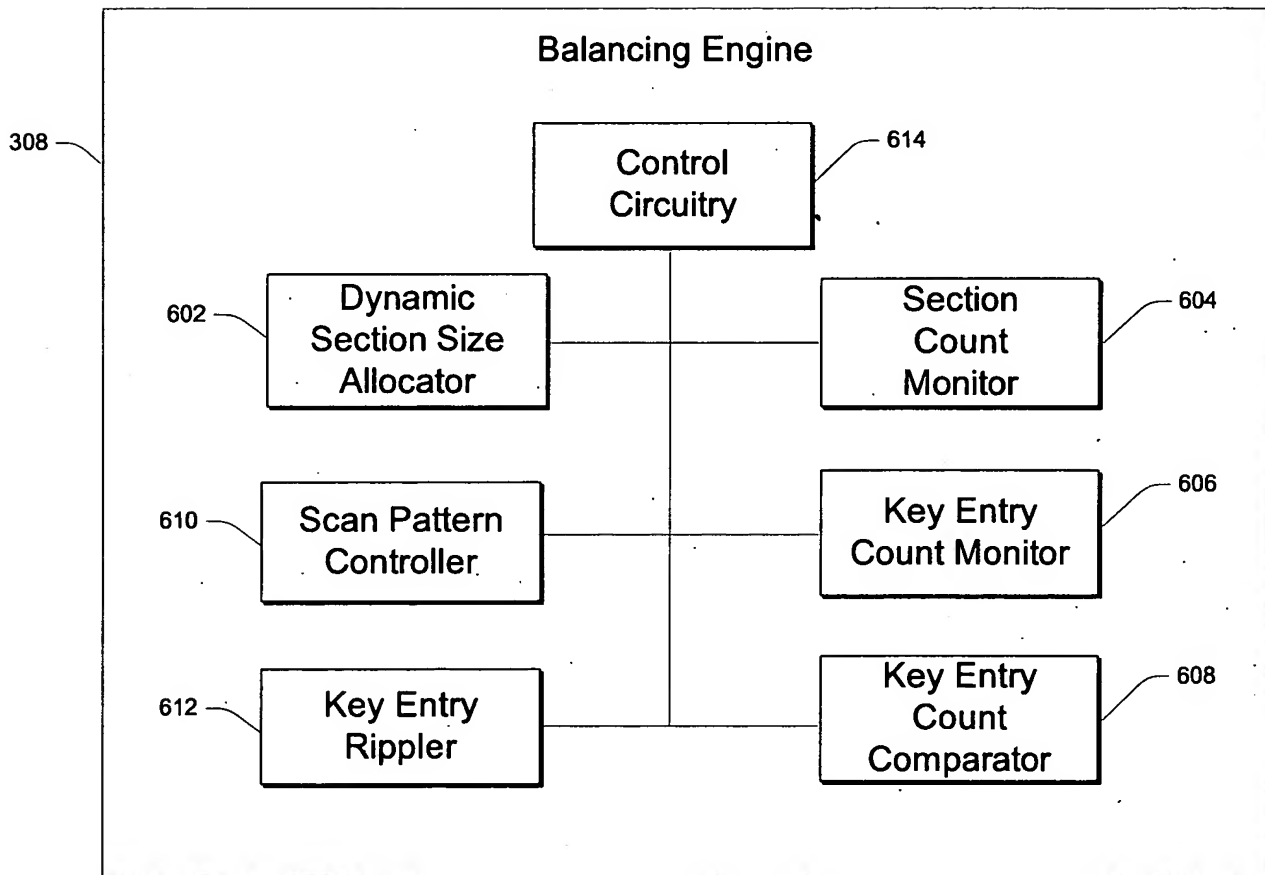 Balancing Engine
308
Control
Circuitry
614
602
Dynamic
Section Size
Allocator
Section
Count
Monitor
604
610
Scan Pattern
Controller
Key Entry
Count Monitor
606
612
Key Entry
Rippler
Key Entry
Count
Comparator
608